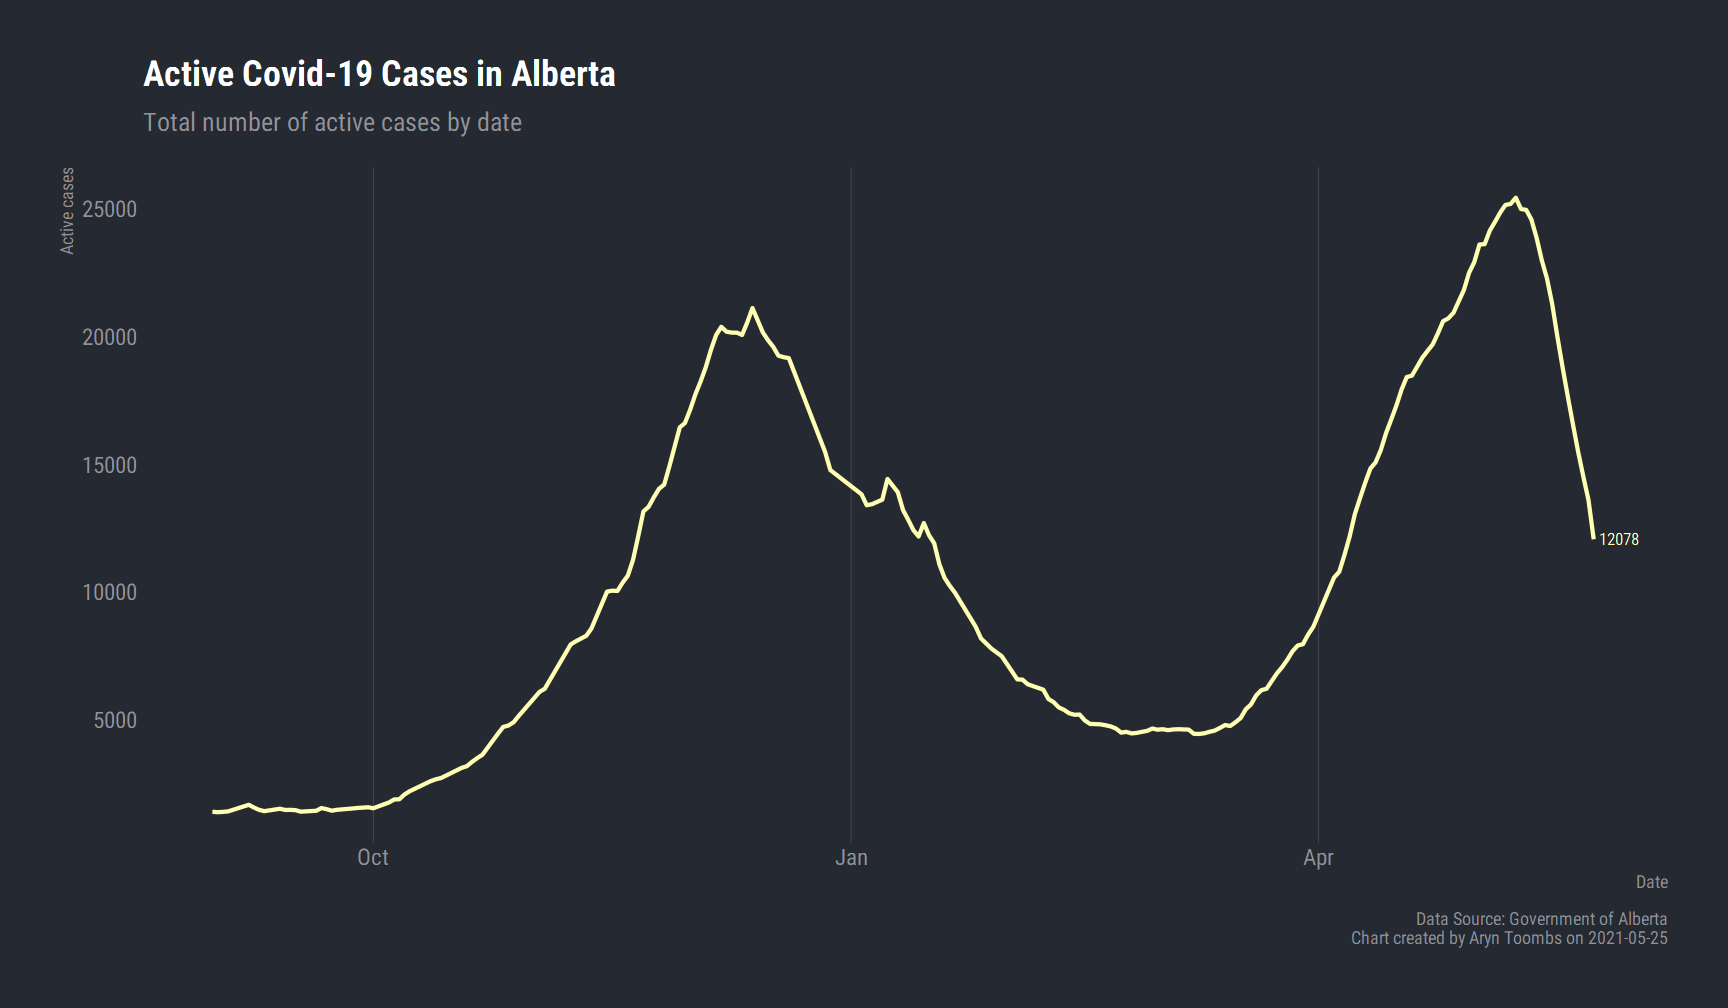 Active Covid-19 Cases in Alberta
Total number of active cases by date
Active cases
25000
20000
15000
10000
5000
12078
Oct
Jan
Apr
Date
Data Source: Government of Alberta
Chart created by Aryn Toombs on 2021-05-25